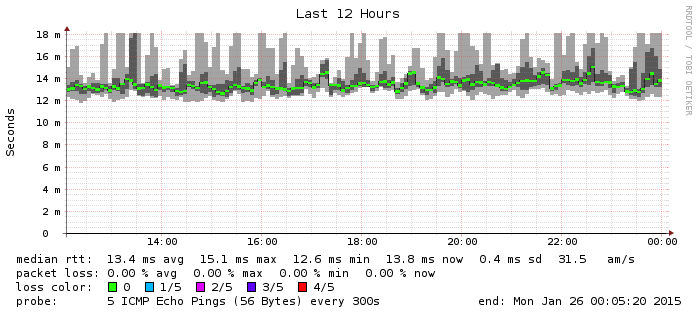 Last 12 Hours
RRDTOOL / TOBI OETIKER
Seconds
18 m
16 m
14 m
12 m
10 m
8 m
6 m
4 m
2 m
0
14:00 16:00 18:00 20:00 22:00 00:00
median rtt: 13.4 ms avg 15.1 ms max 12.6 ms min 13.8 ms now 0.4 ms sd 31.5 am/s
packet loss: 0.00 % avg 0.00 % max 0.00 % min 0.00 % now
loss color: 0 1/5 2/5 3/5 4/5
probe: 5 ICMP Echo Pings (56 Bytes) every 300s end: Mon Jan 26 00:05:20 2015